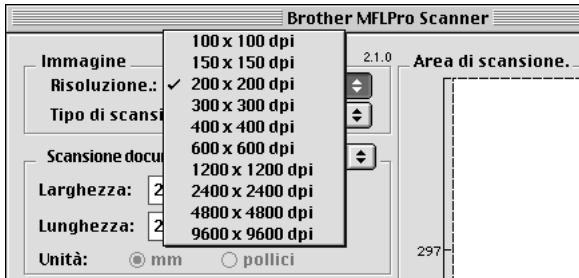 Brother MFLPro Scanner
Immagine
2.1.0
Risoluzione.:
Tipo di scansi
100 x 100 dpi
150 x 150 dpi
✓ 200 x 200 dpi
300 x 300 dpi
400 x 400 dpi
600 x 600 dpi
1200 x 1200 dpi
2400 x 2400 dpi
4800 x 4800 dpi
9600 x 9600 dpi
Scansione docu
Larghezza: 2
Lunghezza: 2
Unità: mm pollici
Area di scansione.
297